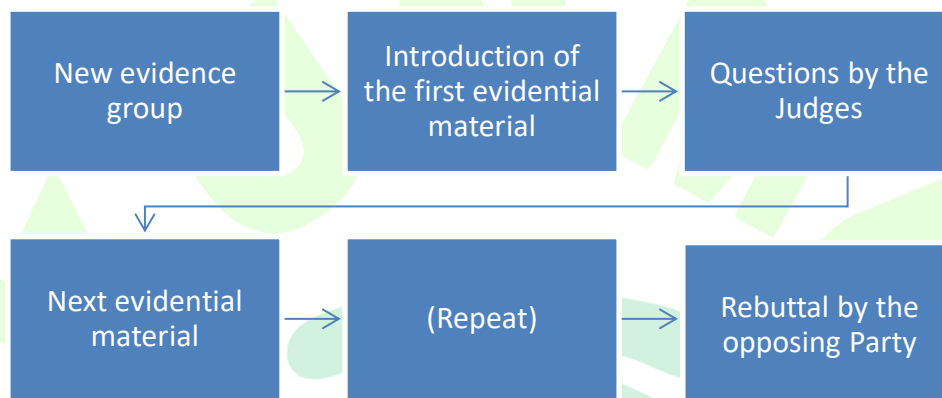 New evidence
group
Introduction of
the first evidential
material
Questions by the
Judges
Next evidential
material
(Repeat)
Rebuttal by the
opposing Party